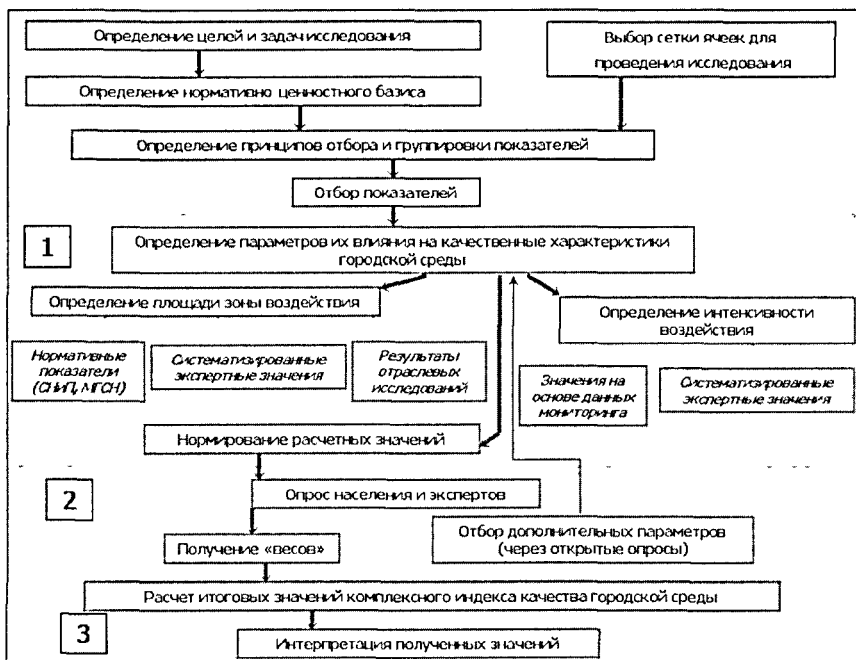 Определение целей и задач исследования
Выбор сетки ячеек для
проведения исследования
Определение нормативно ценностного базиса
Определение принципов отбора и группировки показателей
Отбор показателей
1
Определение параметров их влияния на качественные характеристики
городской среды
Определение площади зоны воздействия
Определение интенсивности
воздействия
Нормативные
показатели
(СНиП, МГСН)
Систематизированные
экспертные значения
Результаты
отраслевых
исследований
Значения на
основе данных
мониторинга
Систематизированные
экспертные значения
Нормирование расчетных значений
2
Опрос населения и экспертов
Отбор дополнительных параметров
(через открытые опросы)
Получение «весов»
Расчет итоговых значений комплексного индекса качества городской среды
3
Интерпретация полученных значений